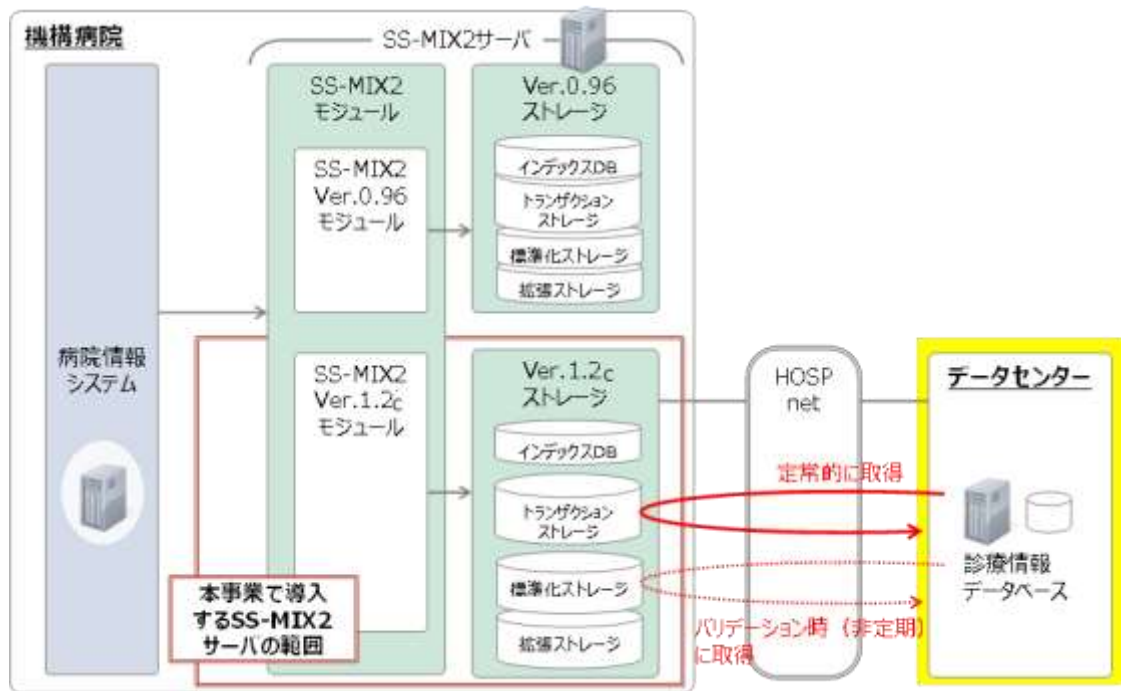 機構病院
SS-MIX2サーバ
SS-MIX2
モジュール
Ver.0.96
ストレージ
SS-MIX2
Ver.0.96
モジュール
インデックスDB
トランザクション
ストレージ
標準化ストレージ
拡張ストレージ
病院情報
システム
SS-MIX2
Ver.1.2c
モジュール
Ver.1.2c
ストレージ
インデックスDB
トランザクション
ストレージ
標準化ストレージ
拡張ストレージ
本事業で導入
するSS-MIX2
サーバの範囲
HOSP
net
定常的に取得
バリデーション時（非定期）
に取得
データセンター
診療情報
データベース